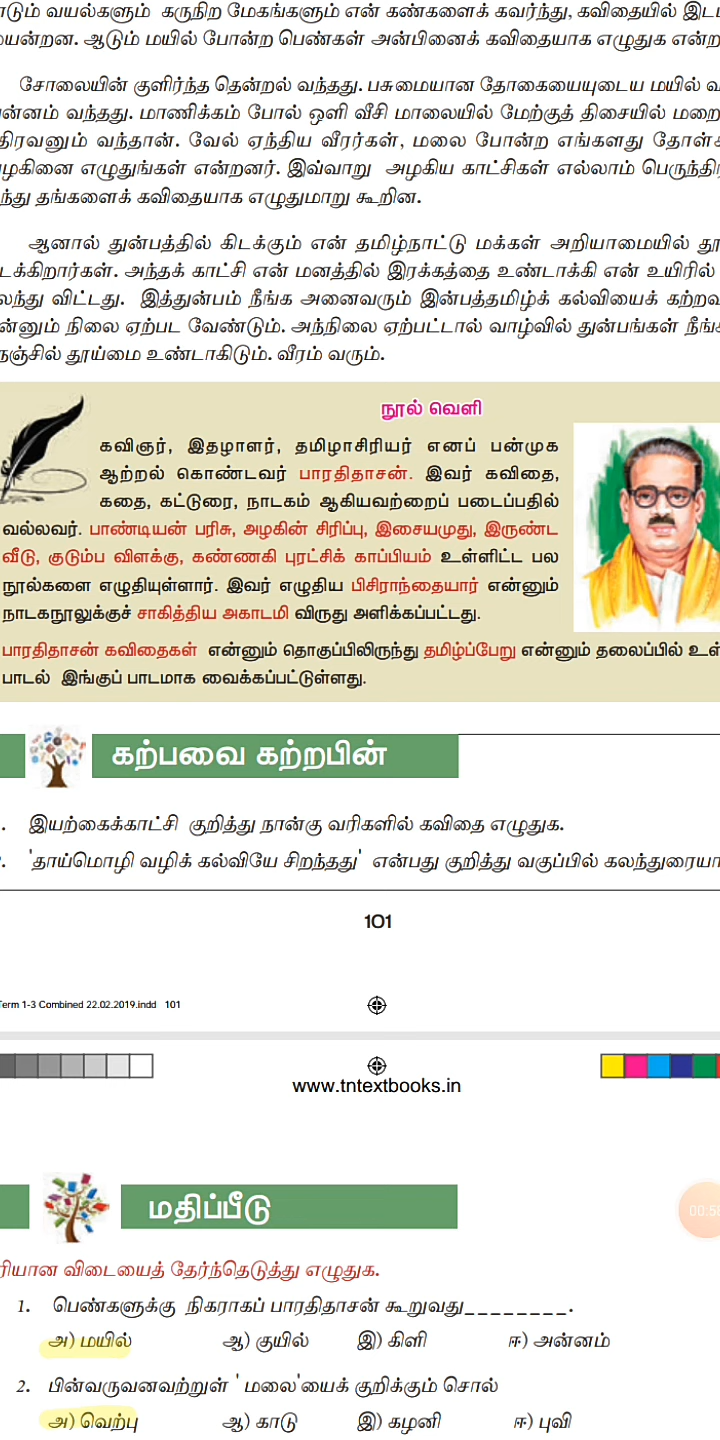 வயல்களும் கருநிற மேகங்களும் என் கண்களைக் கவர்ந்து, கவிதையில்
ஆடும் மயில் போன்ற பெண்கள் அன்பினைக் கவிதையாக எழுதுக
சோலையின் குளிர்ந்த தென்றல் வந்தது. பசுமையான தோகையையுடைய மயில்
வந்தது. மாணிக்கம் போல் ஒளி வீசி மாலையில் மேற்குத் திசையில்
வந்தான். வேல் ஏந்திய வீரர்கள், மலை போன்ற எங்களது
எழுதுங்கள் என்றனர். இவ்வாறு அழகிய காட்சிகள் எல்லாம்
தங்களைக் கவிதையாக எழுதுமாறு கூறின.
ஆனால் துன்பத்தில் கிடக்கும் என் தமிழ்நாட்டு மக்கள் அறியாமையில்
அந்தக் காட்சி என் மனத்தில் இரக்கத்தை உண்டாக்கி என் உயிரில்
விட்டது. இத்துன்பம் நீங்க அனைவரும் இன்பத்தமிழ்க் கல்வியைக்
நிலை ஏற்பட வேண்டும். அந்நிலை ஏற்பட்டால் வாழ்வில் துன்பங்கள்
தூய்மை உண்டாகிடும். வீரம் வரும்.
நூல் வெளி
கவிஞர், இதழாளர், தமிழாசிரியர் எனப் பன்முக
ஆற்றல் கொண்டவர் பாரதிதாசன். இவர் கவிதை,
கதை, கட்டுரை, நாடகம் ஆகியவற்றைப் படைப்பதில்
வல்லவர். பாண்டியன் பரிசு, அழகின் சிரிப்பு, இசையமுது, இருண்ட
வீடு, குடும்ப விளக்கு, கண்ணகி புரட்சிக் காப்பியம் உள்ளிட்ட பல
நூல்களை எழுதியுள்ளார். இவர் எழுதிய பிசிராந்தையார் என்னும்
நாடகநூலுக்குச் சாகித்திய அகாடமி விருது அளிக்கப்பட்டது.
பாரதிதாசன் கவிதைகள் என்னும் தொகுப்பிலிருந்து தமிழ்ப்பேறு என்னும் தலைப்பில்
பாடல் இங்குப் பாடமாக வைக்கப்பட்டுள்ளது.
கற்பவை கற்றபின்
இயற்கைக்காட்சி குறித்து நான்கு வரிகளில் கவிதை எழுதுக.
'தாய்மொழி வழிக் கல்வியே சிறந்தது' என்பது குறித்து வகுப்பில்
101
Term 1-3 Combined 22.02.2019.indd 101
www.tntextbooks.in
மதிப்பீடு
00:58
விடையைத் தேர்ந்தெடுத்து எழுதுக.
1. பெண்களுக்கு நிகராகப் பாரதிதாசன் கூறுவது________.
அ) மயில் ஆ) குயில் இ) கிளி ஈ) அன்னம்
2. பின்வருவனவற்றுள் 'மலை'யைக் குறிக்கும் சொல்
அ) வெற்பு ஆ) காடு இ) கழனி ஈ) புவி